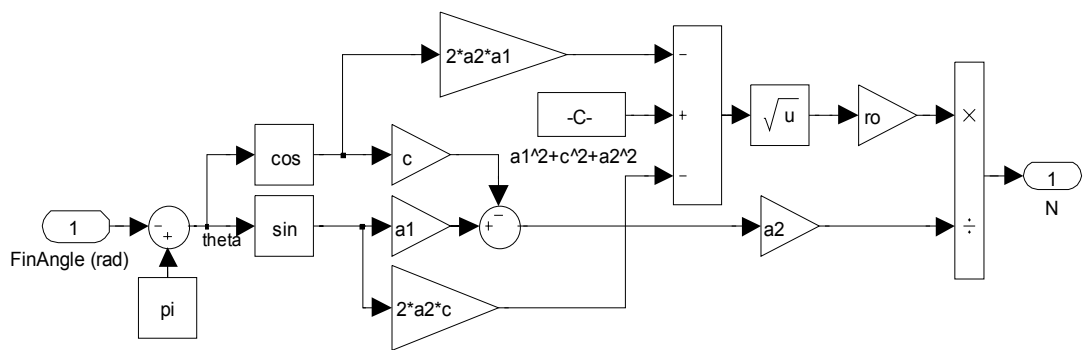 2*a2*a1
-
-C-
+
a1^2+c^2+a2^2
-
√u
ro
×
÷
1
N
cos
c
-
+
1
FinAngle (rad)
-
+
theta
pi
sin
a1
a2
2*a2*c